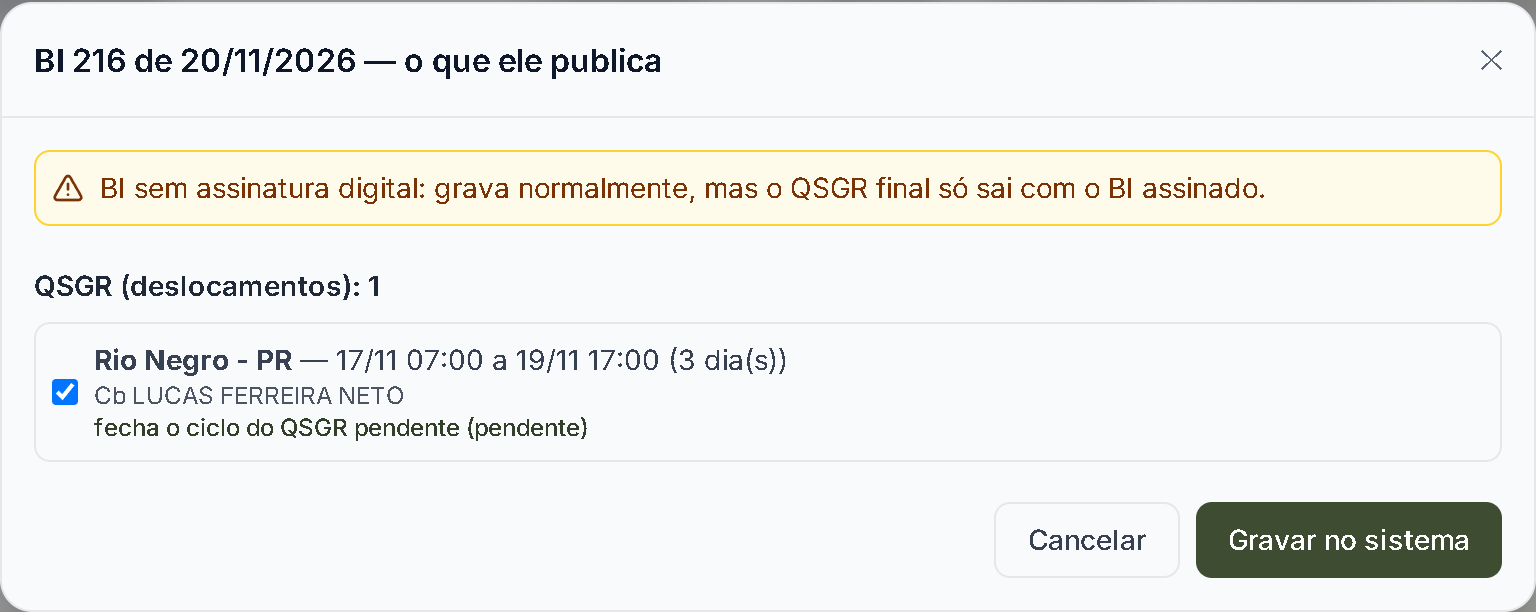 BI 216 de 20/11/2026 — o que ele publica
BI sem assinatura digital: grava normalmente, mas o QSGR final só sai com o BI assinado.
QSGR (deslocamentos): 1
Rio Negro - PR — 17/11 07:00 a 19/11 17:00 (3 dia(s))
Cb LUCAS FERREIRA NETO
fecha o ciclo do QSGR pendente (pendente)
Cancelar
Gravar no sistema